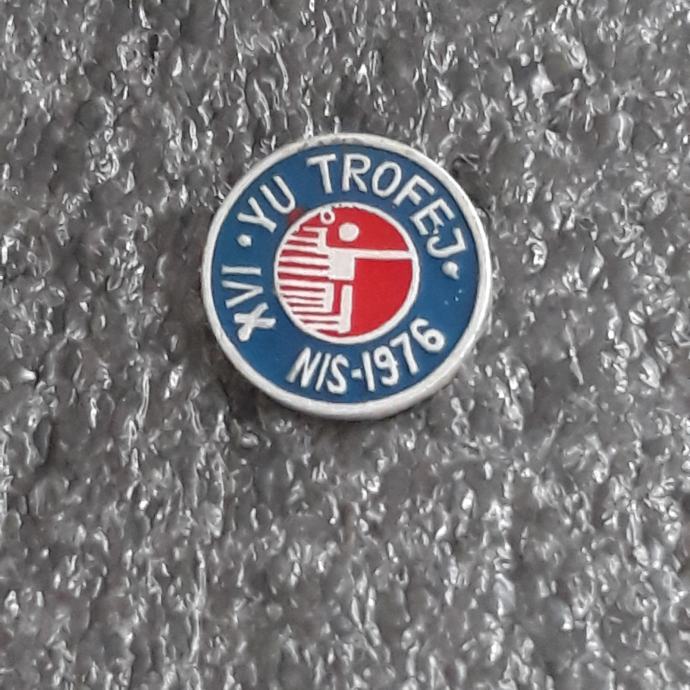 XVI • YU TROFEJ •
NIS-1976